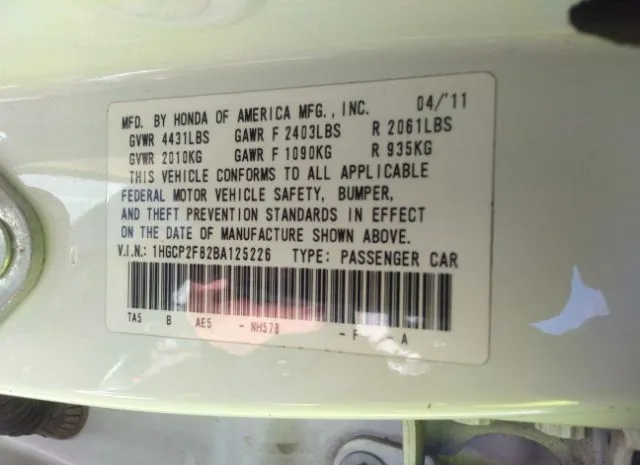 MFD. BY HONDA OF AMERICA MFG., INC. 04/'11
GVWR 4431LBS GAWR F 2403LBS R 2061LBS
GVWR 2010KG GAWR F 1090KG R 935KG
THIS VEHICLE CONFORMS TO ALL APPLICABLE
FEDERAL MOTOR VEHICLE SAFETY, BUMPER,
AND THEFT PREVENTION STANDARDS IN EFFECT
ON THE DATE OF MANUFACTURE SHOWN ABOVE.
V.I.N.: 1HGCP2F82BA125226 TYPE: PASSENGER CAR
TA5 B AE5 - NH578 - F A